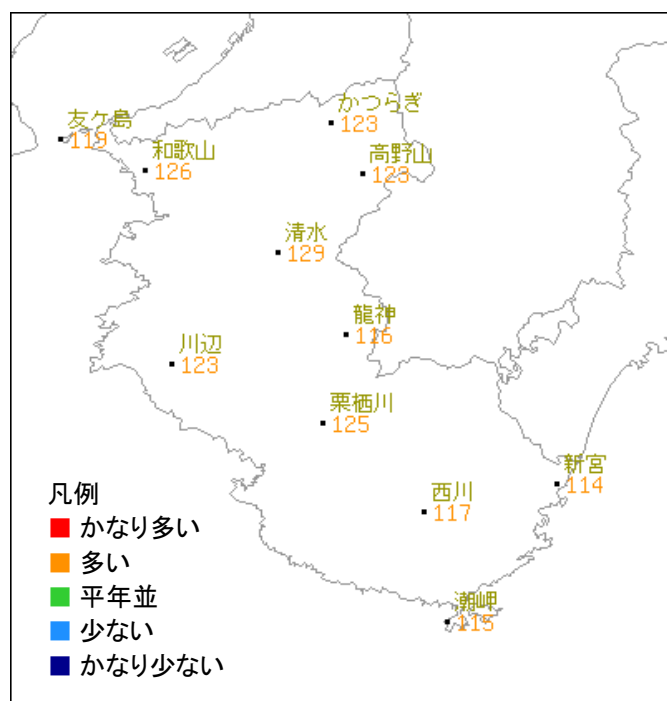 かつらぎ
123
友ケ島
119
和歌山
126
高野山
123
清水
129
龍神
116
川辺
123
栗栖川
125
新宮
114
西川
117
潮岬
115
凡例
かなり多い
多い
平年並
少ない
かなり少ない